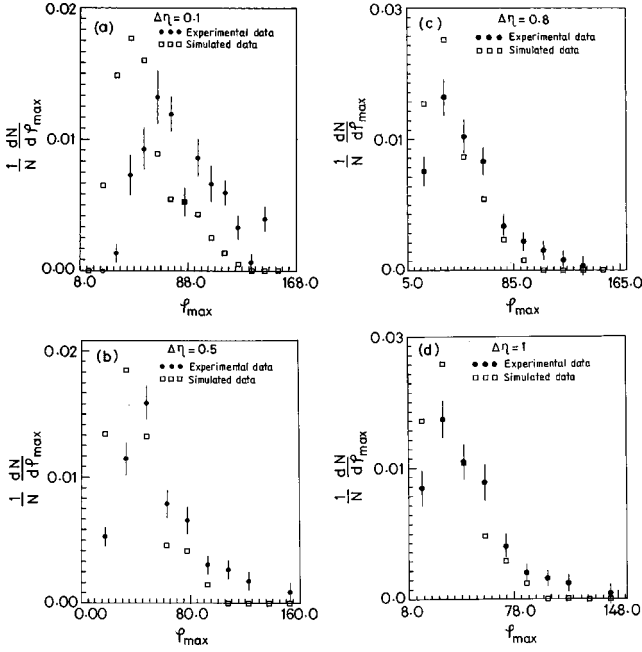 (a)
Δη = 0.1
Experimental data
Simulated data
0.02
0.01
0.00
8.0 88.0 168.0
ρmax
1/N dN/dρmax
(c)
Δη = 0.8
Experimental data
Simulated data
0.03
0.01
0.0
5.0 85.0 165.0
ρmax
1/N dN/dρmax
(b)
Δη = 0.5
Experimental data
Simulated data
0.02
0.01
0.00
0.00 80.0 160.0
ρmax
1/N dN/dρmax
(d)
Δη = 1
Experimental data
Simulated data
0.03
0.01
0.0
8.0 78.0 148.0
ρmax
1/N dN/dρmax